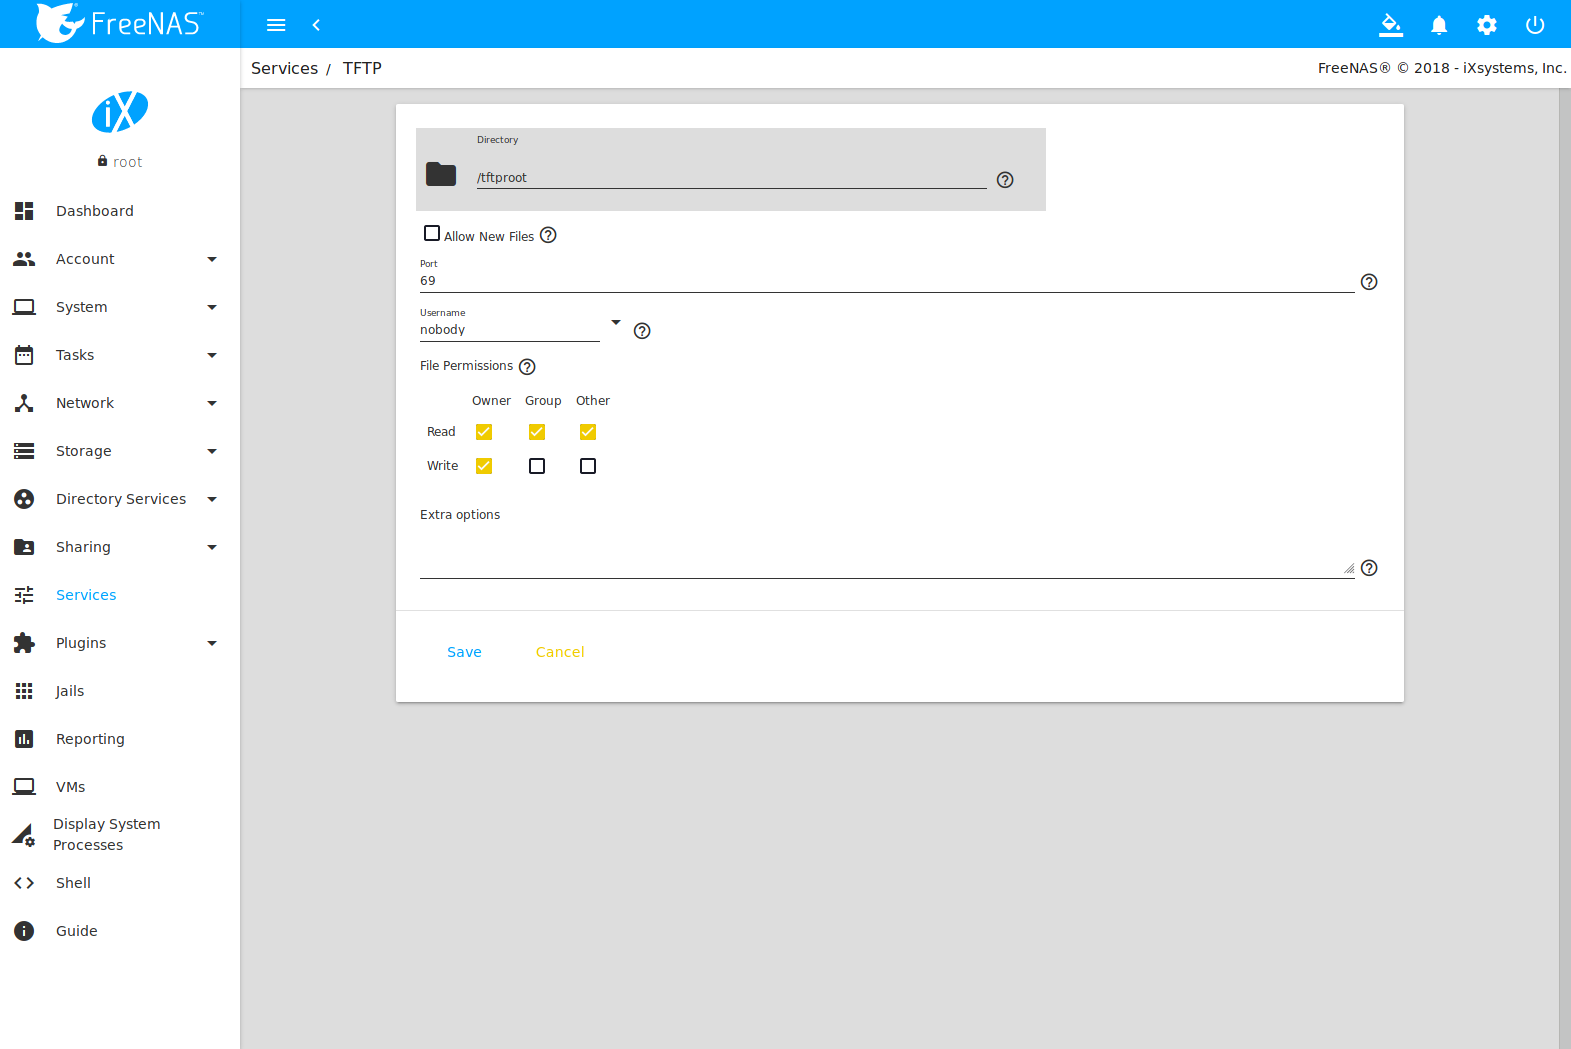 FreeNAS™
Services / TFTP
FreeNAS® © 2018 - iXsystems, Inc.
iX
root
Dashboard
Account
System
Tasks
Network
Storage
Directory Services
Sharing
Services
Plugins
Jails
Reporting
VMs
Display System
Processes
Shell
Guide
Directory
/tftproot
Allow New Files
Port
69
Username
nobody
File Permissions
Owner Group Other
Read
Write
Extra options
Save Cancel